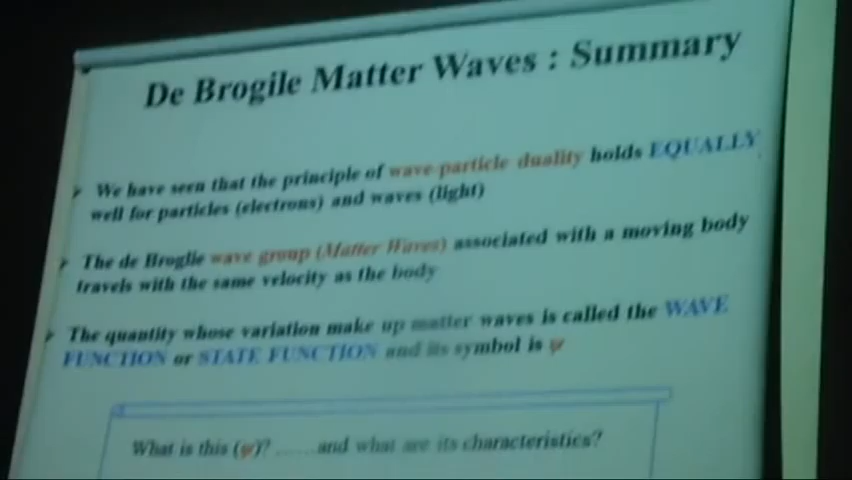 De Brogile Matter Waves : Summary
We have seen that the principle of wave-particle duality holds EQUALLY
well for particles (electrons) and waves (light)
The de Broglie wave group (Matter Waves) associated with a moving body
travels with the same velocity as the body
The quantity whose variation make up matter waves is called the WAVE
FUNCTION or STATE FUNCTION and its symbol is ψ
What is this (ψ)? .......and what are its characteristics?